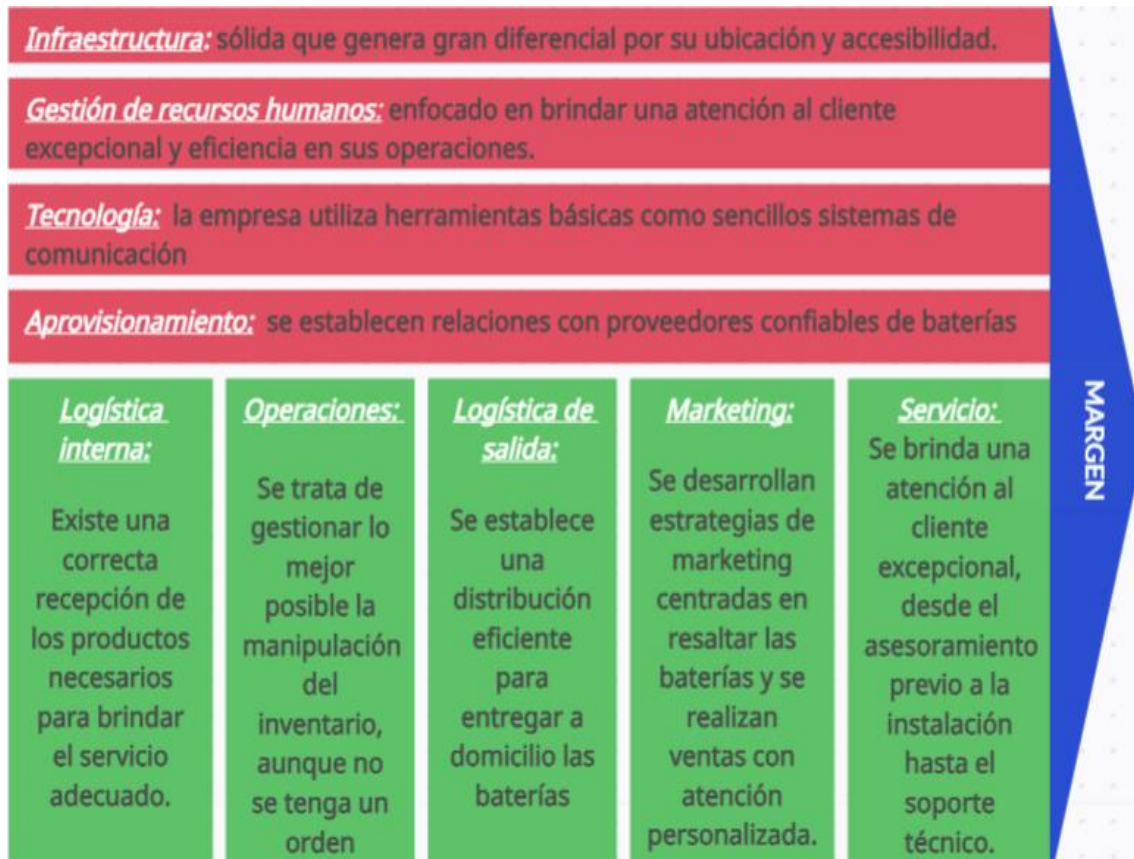 Infraestructura: sólida que genera gran diferencial por su ubicación y accesibilidad.
Gestión de recursos humanos: enfocado en brindar una atención al cliente
excepcional y eficiencia en sus operaciones.
Tecnología: la empresa utiliza herramientas básicas como sencillos sistemas de
comunicación
Aprovisionamiento: se establecen relaciones con proveedores confiables de baterías
Logística
interna:
Existe una
correcta
recepción de
los productos
necesarios
para brindar
el servicio
adecuado.
Operaciones:
Se trata de
gestionar lo
mejor
posible la
manipulación
del
inventario,
aunque no
se tenga un
orden
Logística de
salida:
Se establece
una
distribución
eficiente
para
entregar a
domicilio las
baterías
Marketing:
Se desarrollan
estrategias de
marketing
centradas en
resaltar las
baterías y se
realizan
ventas con
atención
personalizada.
Servicio:
Se brinda una
atención al
cliente
excepcional,
desde el
asesoramiento
previo a la
instalación
hasta el
soporte
técnico.
MARGEN